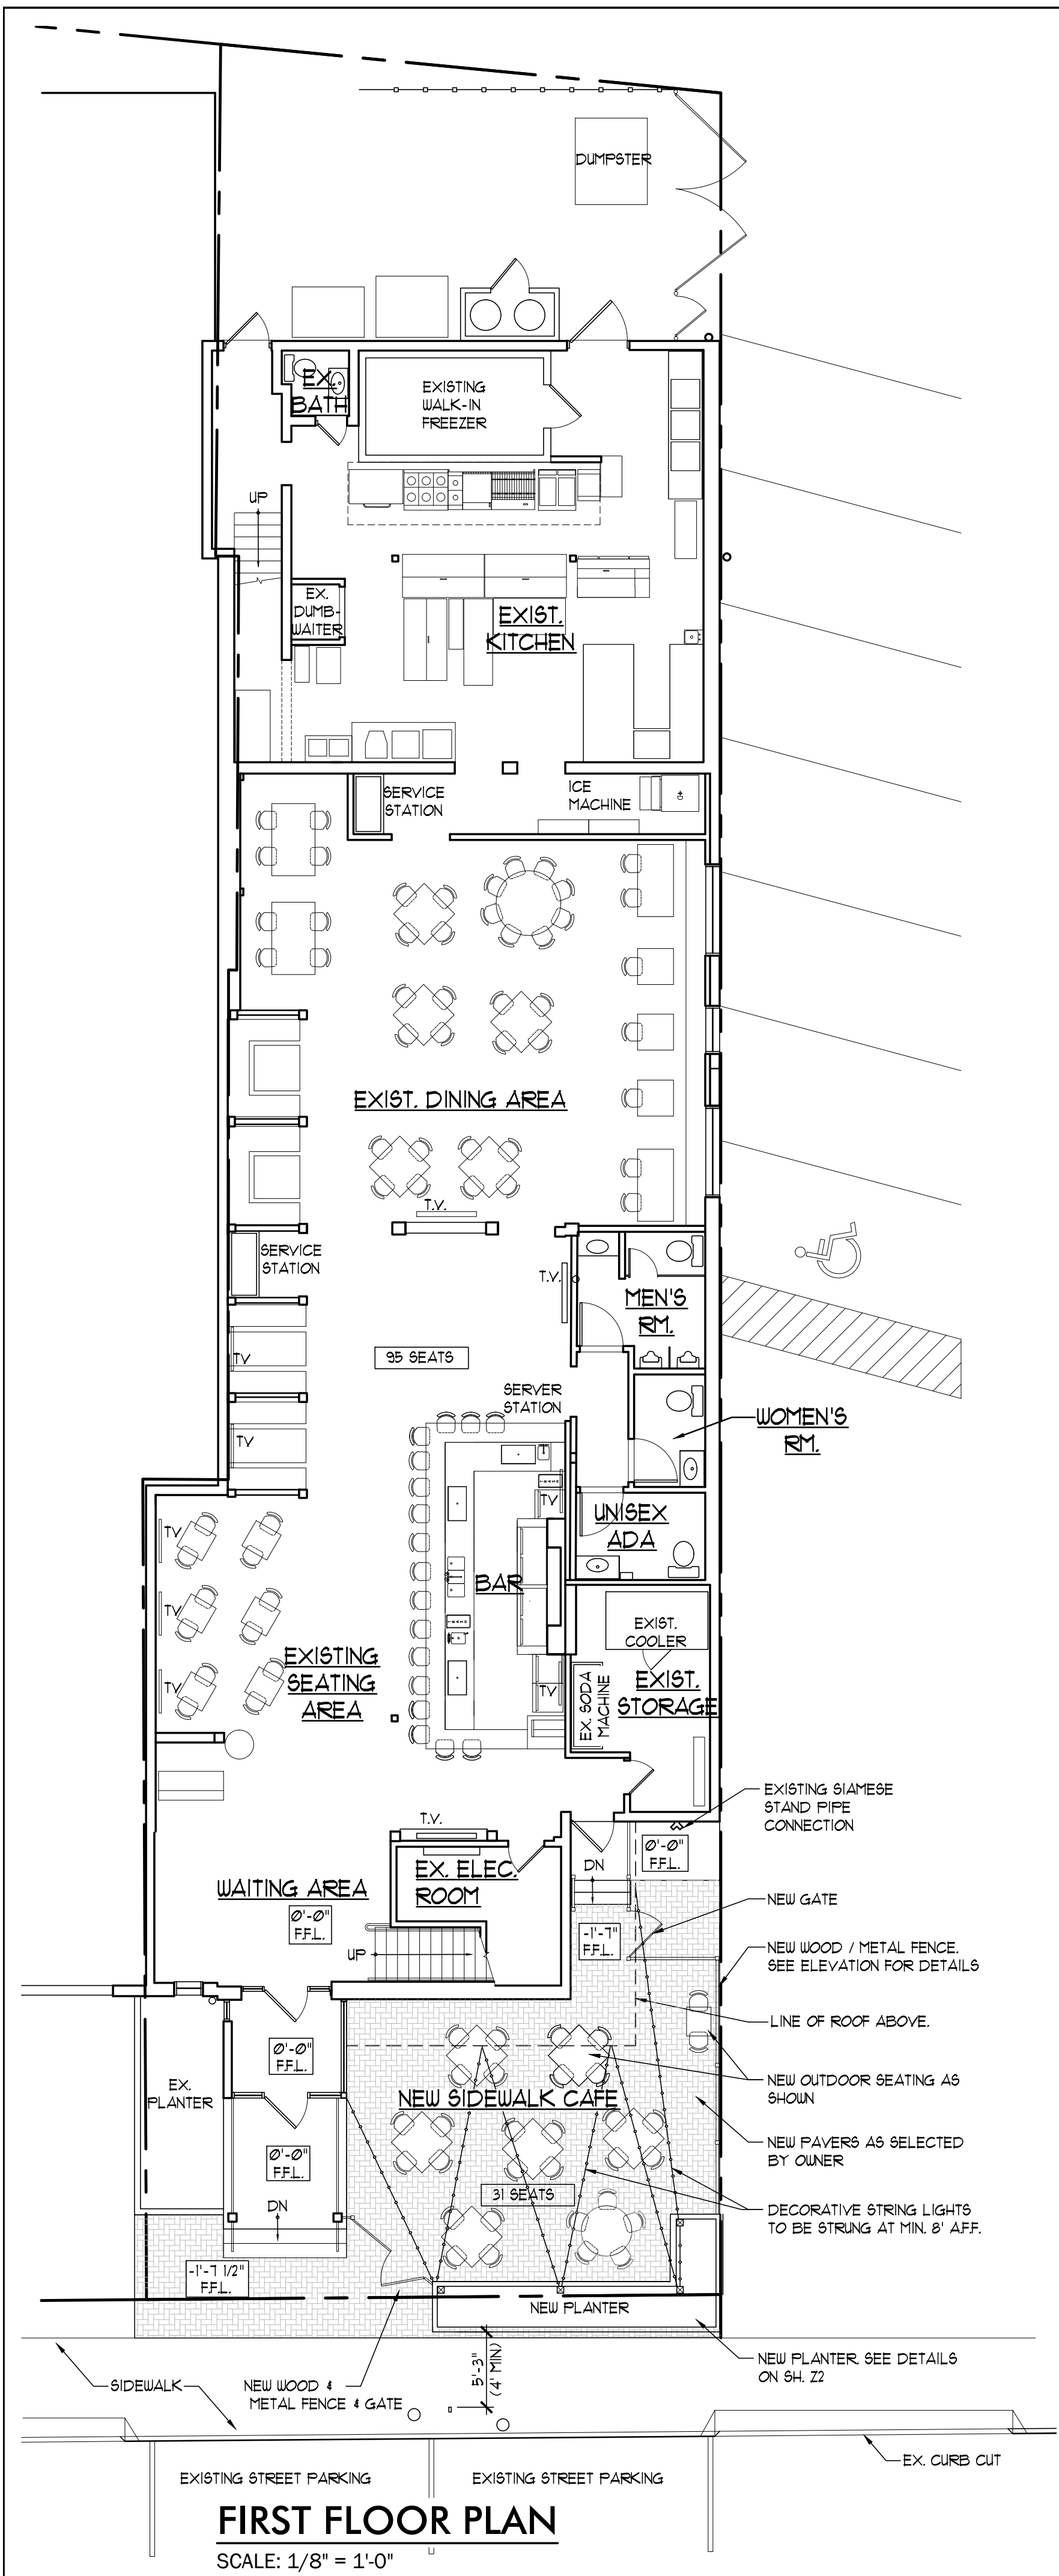 DUMPSTER
EX.
BATH
EXISTING
WALK-IN
FREEZER
UP
EX.
DUMB-
WAITER
EXIST.
KITCHEN
SERVICE
STATION
ICE
MACHINE
EXIST. DINING AREA
T.V.
SERVICE
STATION
T.V.
MEN'S
RM.
TV
95 SEATS
SERVER
STATION
WOMEN'S
RM.
TV
TV
UNISEX
ADA
TV
BAR
TV
EXIST.
COOLER
EXISTING
SEATING
AREA
TV
TV
EX. SODA
MACHINE
EXIST.
STORAGE
EXISTING SIAMESE
STAND PIPE
CONNECTION
T.V.
EX. ELEC.
ROOM
DN
0'-0"
F.F.L.
WAITING AREA
0'-0"
F.F.L.
NEW GATE
-1'-7"
F.F.L.
UP
NEW WOOD / METAL FENCE.
SEE ELEVATION FOR DETAILS
LINE OF ROOF ABOVE.
0'-0"
F.F.L.
EX.
PLANTER
NEW OUTDOOR SEATING AS
SHOWN
NEW SIDEWALK CAFE
NEW PAVERS AS SELECTED
BY OWNER
0'-0"
F.F.L.
31 SEATS
DN
DECORATIVE STRING LIGHTS
TO BE STRUNG AT MIN. 8' A.F.F.
-1'-7 1/2"
F.F.L.
NEW PLANTER
NEW PLANTER. SEE DETAILS
ON SH. Z2
5'-3"
(4' MIN)
SIDEWALK
NEW WOOD &
METAL FENCE & GATE
EX. CURB CUT
EXISTING STREET PARKING
EXISTING STREET PARKING
FIRST FLOOR PLAN
SCALE: 1/8" = 1'-0"